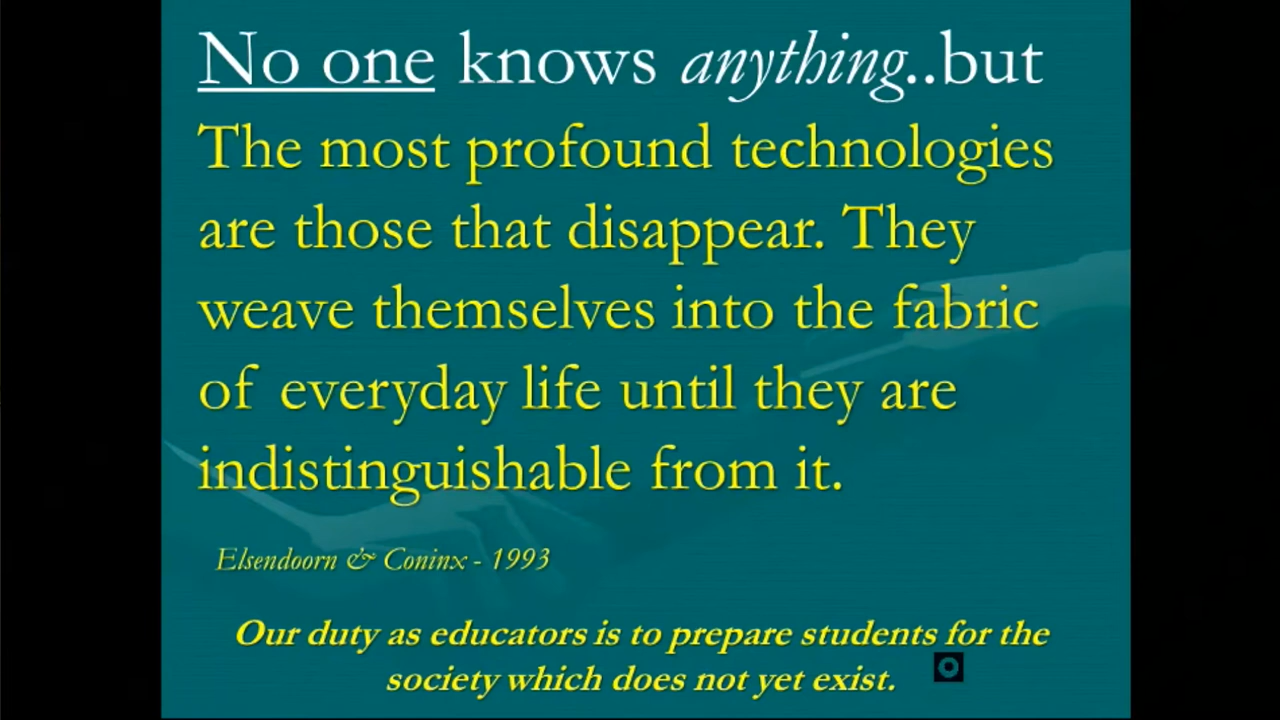 No one knows anything..but
The most profound technologies
are those that disappear. They
weave themselves into the fabric
of everyday life until they are
indistinguishable from it.
Elsendoorn & Coninx - 1993
Our duty as educators is to prepare students for the
society which does not yet exist.